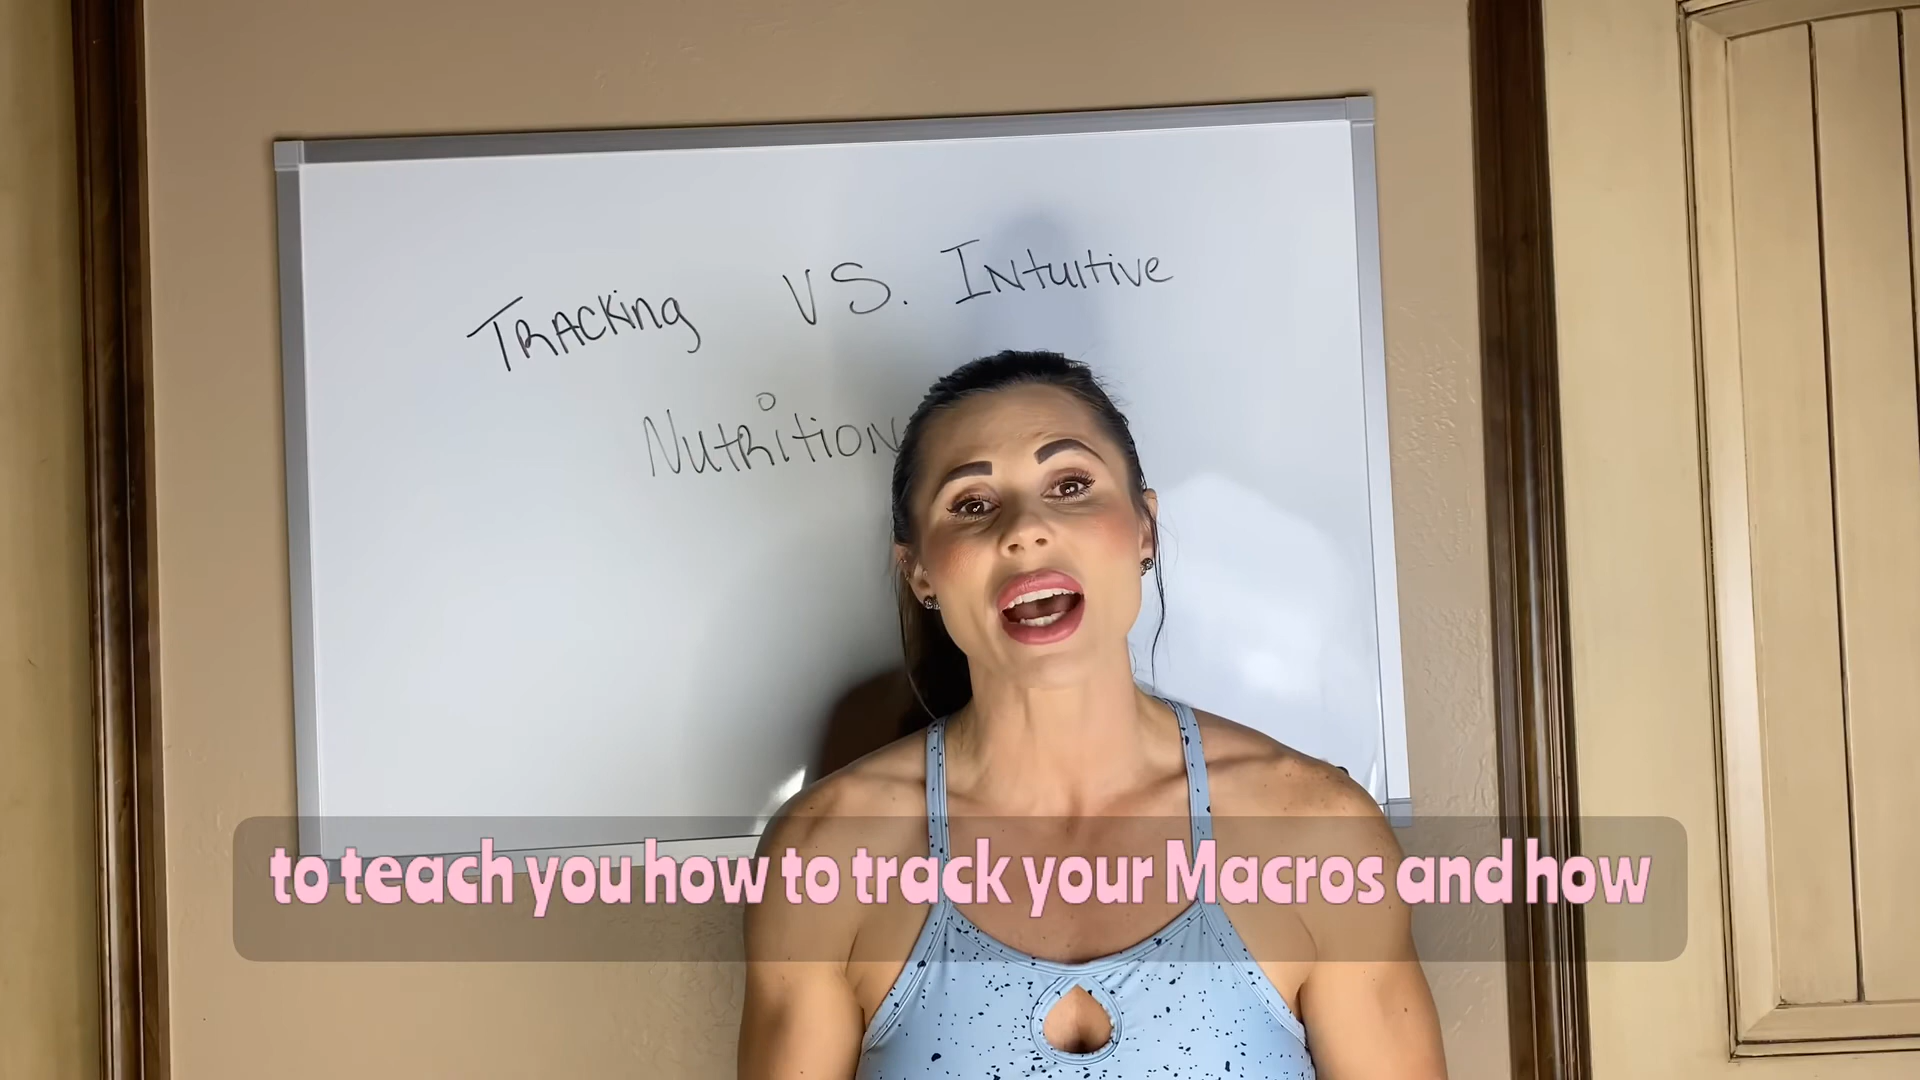 TRACKING VS. INtuitive
NutRitioN
to teach you how to track your Macros and how